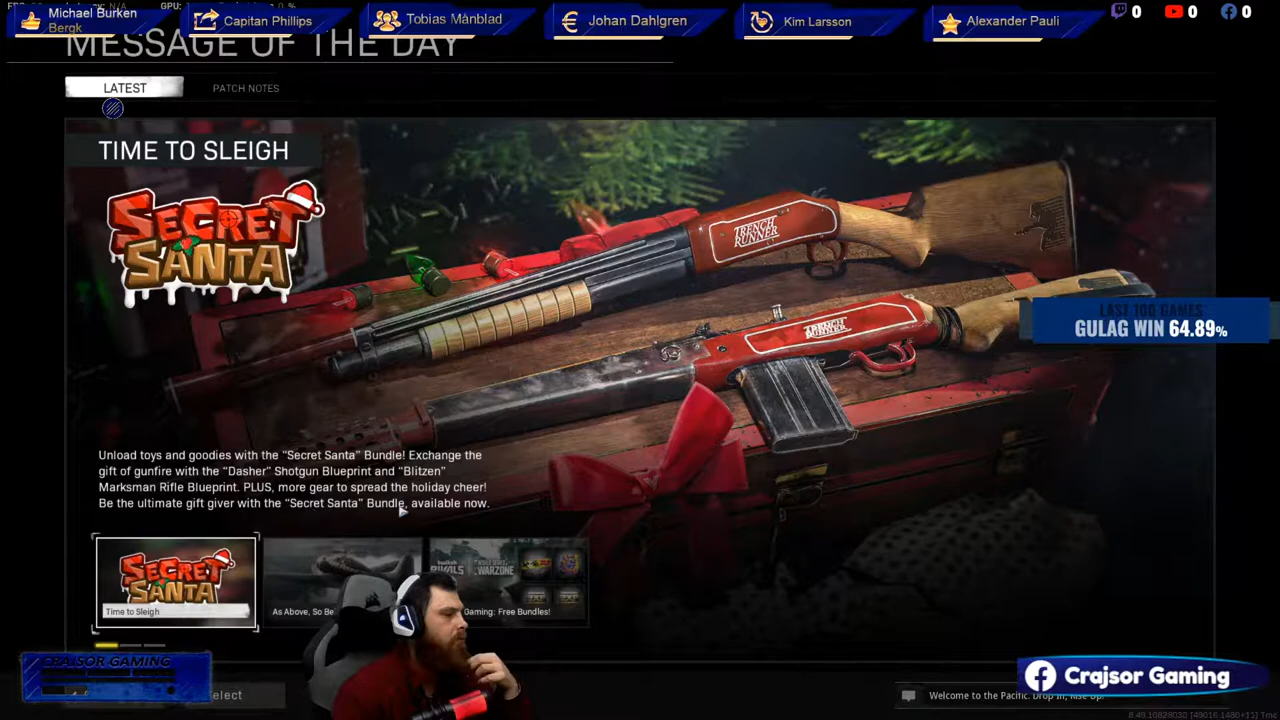 Michael Burken
Bergk
Capitan Phillips
Tobias Månblad
Johan Dahlgren
Kim Larsson
Alexander Pauli
0
0
0
MESSAGE OF THE DAY
LATEST
PATCH NOTES
TIME TO SLEIGH
SECRET
SANTA
TRENCH
RUNNER
TRENCH
RUNNER
LAST 100 GAMES
GULAG WIN 64.89%
Unload toys and goodies with the “Secret Santa” Bundle! Exchange the
gift of gunfire with the “Dasher” Shotgun Blueprint and “Blitzen”
Marksman Rifle Blueprint. PLUS, more gear to spread the holiday cheer!
Be the ultimate gift giver with the “Secret Santa” Bundle, available now.
SECRET
SANTA
Time to Sleigh
As Above, So Be
RIVALS
WARZONE
Gaming: Free Bundles!
CRAJSOR GAMING
elect
Crajsor Gaming
Welcome to the Pacific. Drop In, Rise Up!